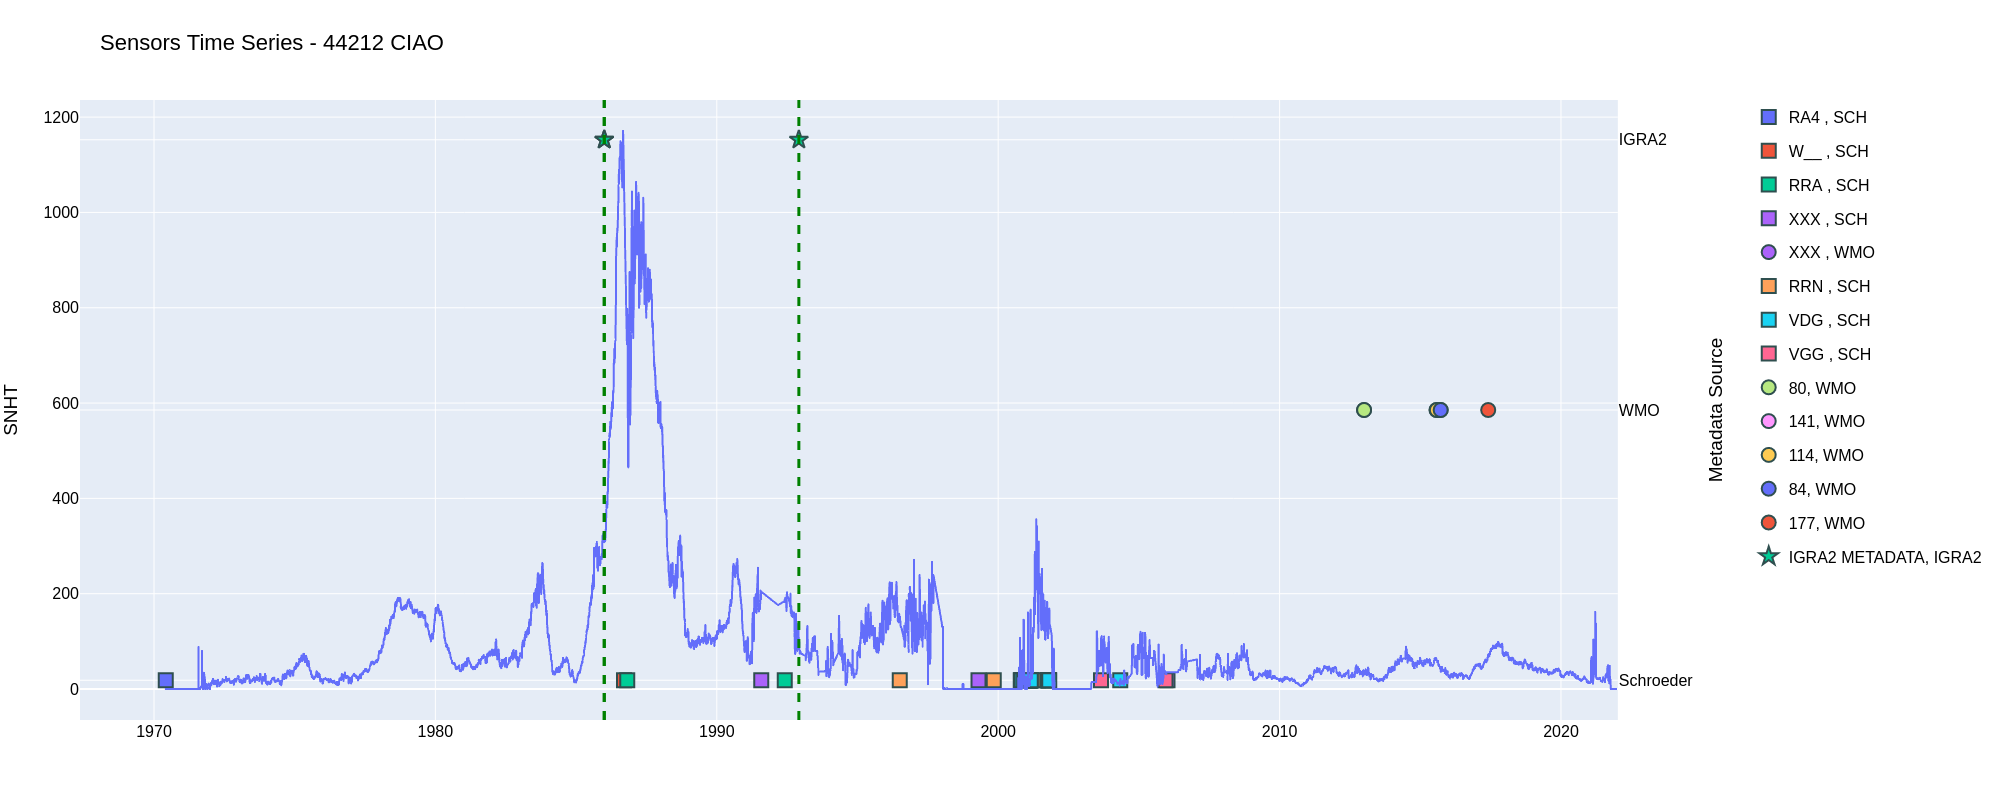 Sensors Time Series - 44212 CIAO
SNHT
1200
1000
800
600
400
200
0
1970
1980
1990
2000
2010
2020
IGRA2
WMO
Schroeder
Metadata Source
RA4 , SCH
W__ , SCH
RRA , SCH
XXX , SCH
XXX , WMO
RRN , SCH
VDG , SCH
VGG , SCH
80, WMO
141, WMO
114, WMO
84, WMO
177, WMO
IGRA2 METADATA, IGRA2